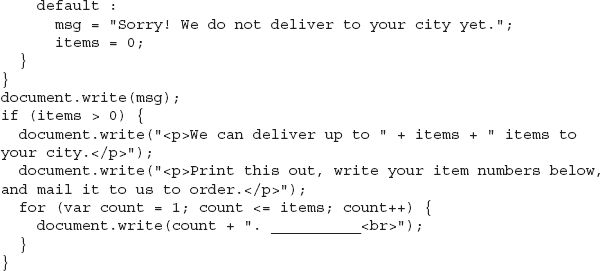 default :
msg = "Sorry! We do not deliver to your city yet.";
items = 0;
}
}
document.write(msg);
if (items > 0) {
document.write("<p>We can deliver up to " + items + " items to
your city.</p>");
document.write("<p>Print this out, write your item numbers below,
and mail it to us to order.</p>");
for (var count = 1; count <= items; count++) {
document.write(count + ". __________<br>");
}
}